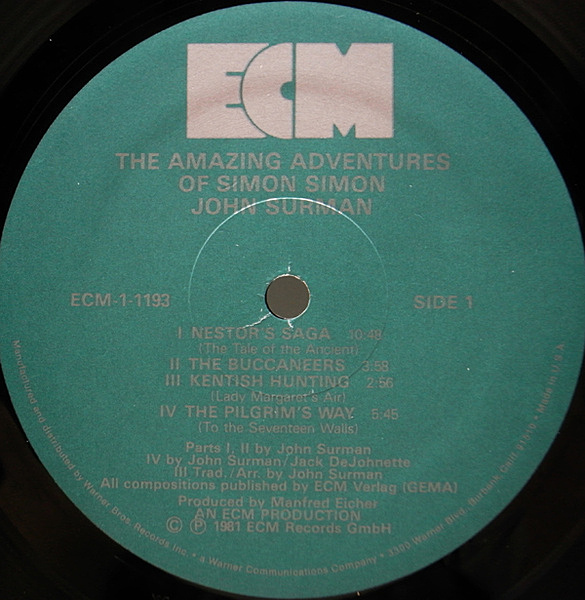 ECM
THE AMAZING ADVENTURES
OF SIMON SIMON
JOHN SURMAN
ECM-1-1193
SIDE 1
I NESTOR'S SAGA 10:48
(The Tale of the Ancient)
II THE BUCCANEERS 3:58
III KENTISH HUNTING 2:56
(Lady Margaret's Air)
IV THE PILGRIM'S WAY 5:45
(To the Seventeen Walls)
Parts I, II by John Surman
IV by John Surman/Jack DeJohnette
III Trad./Arr. by John Surman
All compositions published by ECM Verlag (GEMA)
Produced by Manfred Eicher
AN ECM PRODUCTION
© ℗ 1981 ECM Records GmbH
Manufactured and distributed by Warner Bros. Records Inc. • a Warner Communications Company • 3300 Warner Blvd. Burbank, Calif. 91510 • Made in U.S.A.